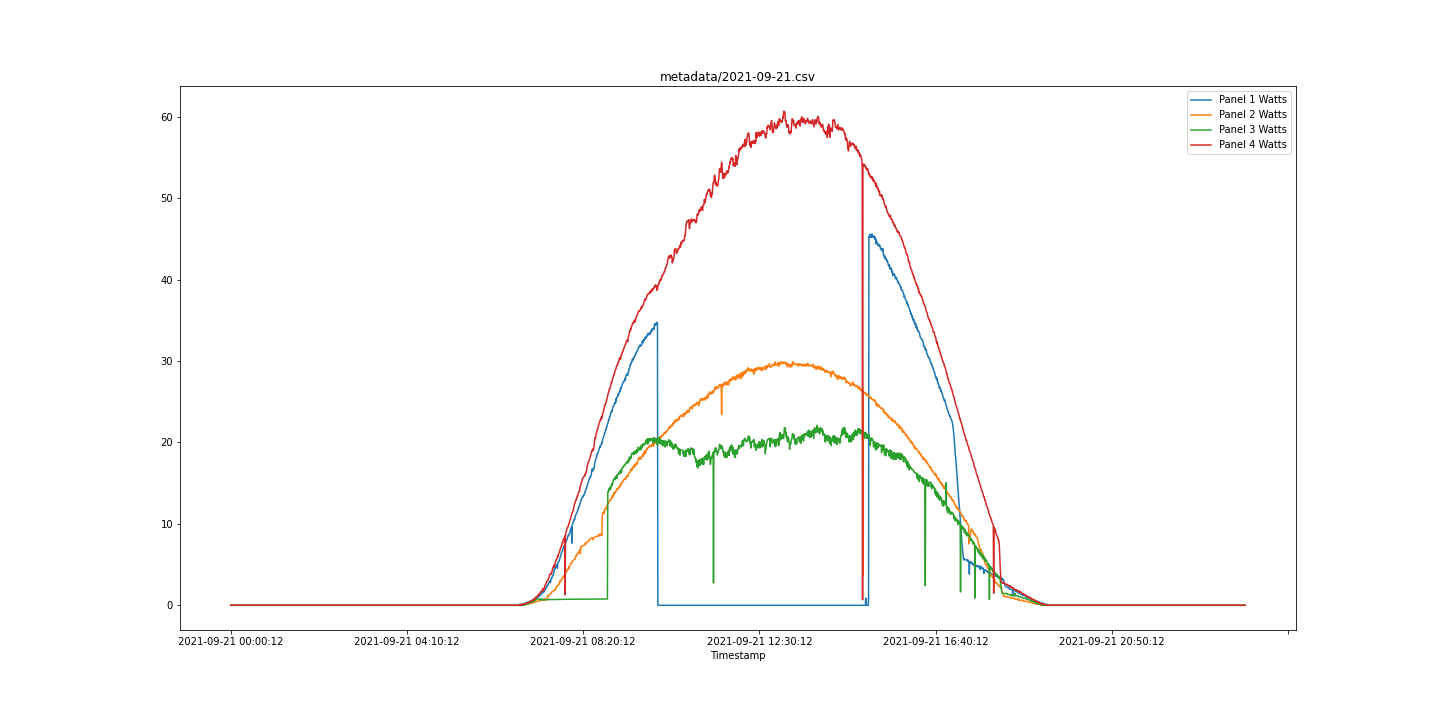 metadata/2021-09-21.csv
Panel 1 Watts
Panel 2 Watts
Panel 3 Watts
Panel 4 Watts
60
50
40
30
20
10
0
2021-09-21 00:00:12 2021-09-21 04:10:12 2021-09-21 08:20:12 2021-09-21 12:30:12 2021-09-21 16:40:12 2021-09-21 20:50:12
Timestamp